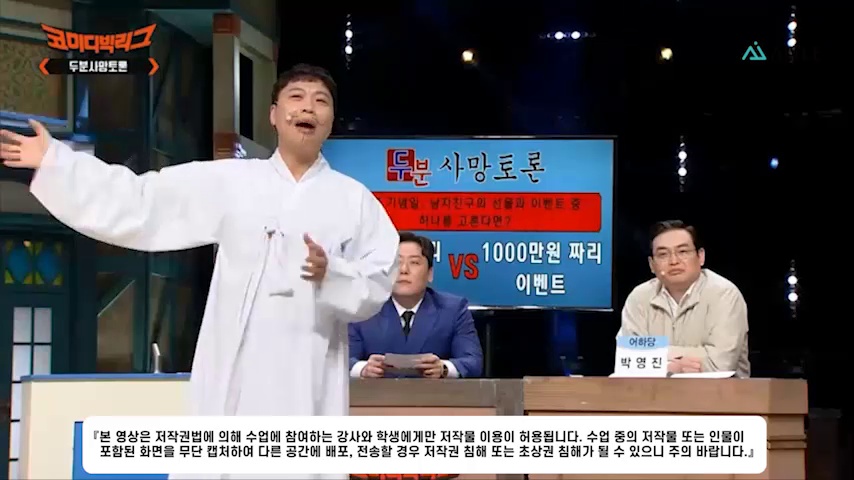 코미디빅리그
두분사망토론
두분 사망토론
기념일, 남자친구의 선물과 이벤트 중
하나를 고른다면?
VS
1000만원 짜리
이벤트
어하당
박영진
『본 영상은 저작권법에 의해 수업에 참여하는 강사와 학생에게만 저작물 이용이 허용됩니다. 수업 중의 저작물 또는 인물이
포함된 화면을 무단 캡처하여 다른 공간에 배포, 전송할 경우 저작권 침해 또는 초상권 침해가 될 수 있으니 주의 바랍니다.』